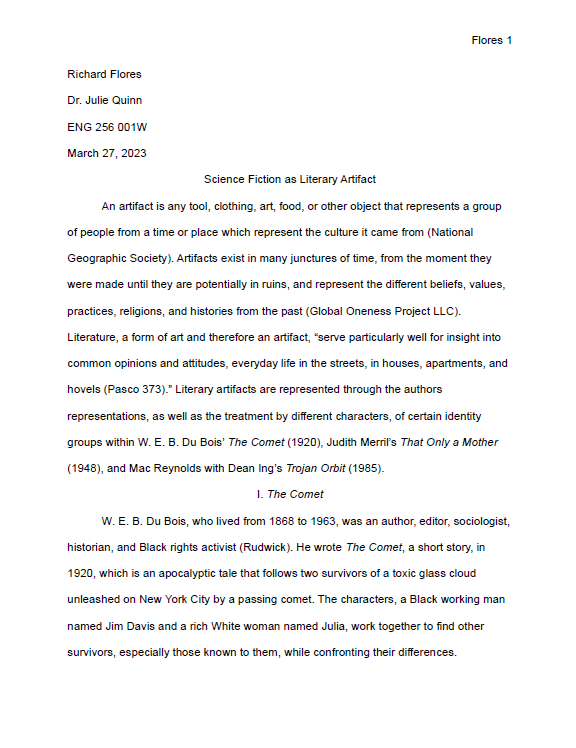 Flores 1
Richard Flores
Dr. Julie Quinn
ENG 256 001W
March 27, 2023
Science Fiction as Literary Artifact
An artifact is any tool, clothing, art, food, or other object that represents a group
of people from a time or place which represent the culture it came from (National
Geographic Society). Artifacts exist in many junctures of time, from the moment they
were made until they are potentially in ruins, and represent the different beliefs, values,
practices, religions, and histories from the past (Global Oneness Project LLC).
Literature, a form of art and therefore an artifact, “serve particularly well for insight into
common opinions and attitudes, everyday life in the streets, in houses, apartments, and
hovels (Pasco 373).” Literary artifacts are represented through the authors
representations, as well as the treatment by different characters, of certain identity
groups within W. E. B. Du Bois’ The Comet (1920), Judith Merril’s That Only a Mother
(1948), and Mac Reynolds with Dean Ing’s Trojan Orbit (1985).
I. The Comet
W. E. B. Du Bois, who lived from 1868 to 1963, was an author, editor, sociologist,
historian, and Black rights activist (Rudwick). He wrote The Comet, a short story, in
1920, which is an apocalyptic tale that follows two survivors of a toxic glass cloud
unleashed on New York City by a passing comet. The characters, a Black working man
named Jim Davis and a rich White woman named Julia, work together to find other
survivors, especially those known to them, while confronting their differences.